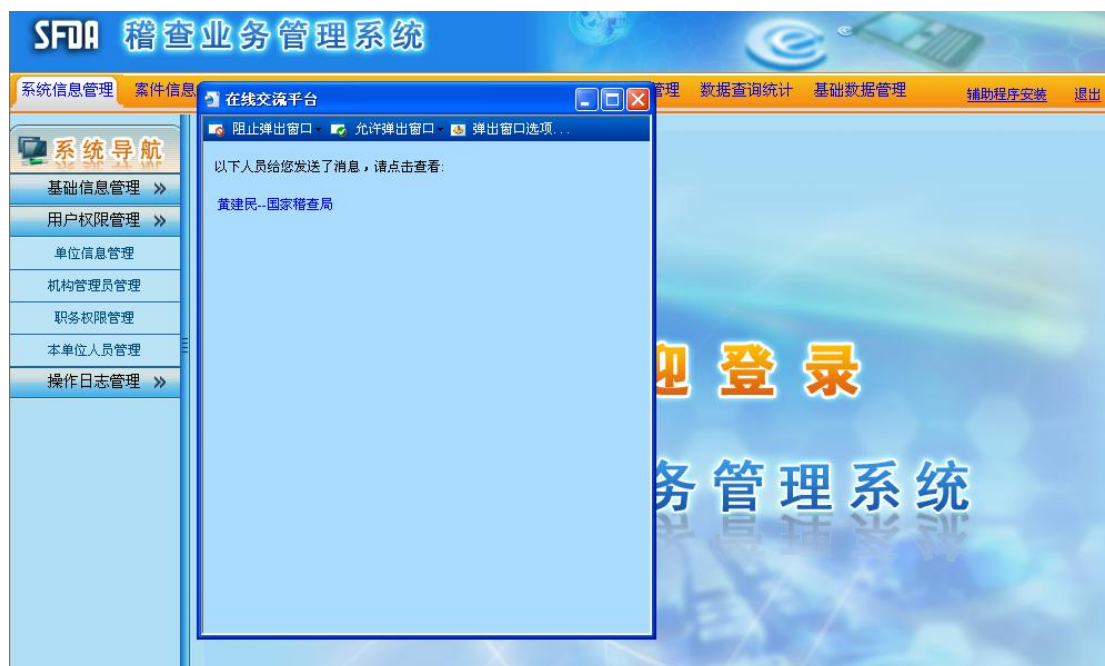 SFDA 稽查业务管理系统
系统信息管理 案件信息 管理 数据查询统计 基础数据管理 辅助程序安装 退出
在线交流平台
阻止弹出窗口 允许弹出窗口 弹出窗口选项...
以下人员给您发送了消息，请点击查看:
黄建民--国家稽查局
系统导航
基础信息管理
用户权限管理
单位信息管理
机构管理员管理
职务权限管理
本单位人员管理
操作日志管理
迎登录
务管理系统